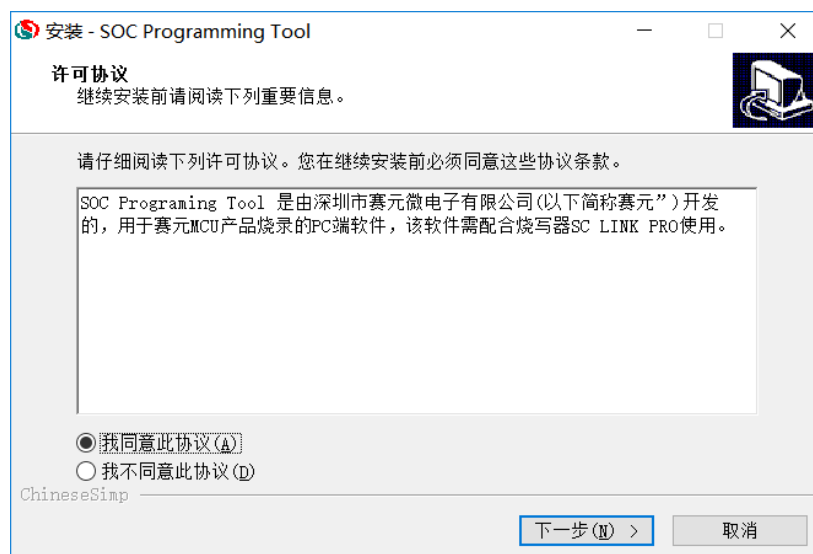 安装 - SOC Programming Tool
许可协议
继续安装前请阅读下列重要信息。
请仔细阅读下列许可协议。您在继续安装前必须同意这些协议条款。
SOC Programing Tool 是由深圳市赛元微电子有限公司(以下简称赛元”)开发
的，用于赛元MCU产品烧录的PC端软件，该软件需配合烧写器SC LINK PRO使用。
我同意此协议(A)
我不同意此协议(D)
ChineseSimp
下一步(N) >
取消